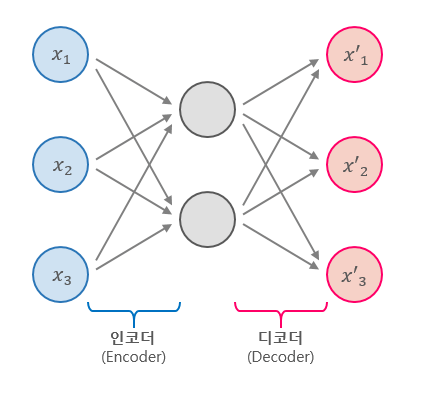 x₁ x'₁
x₂ x'₂
x₃ x'₃
인코더 디코더
(Encoder) (Decoder)